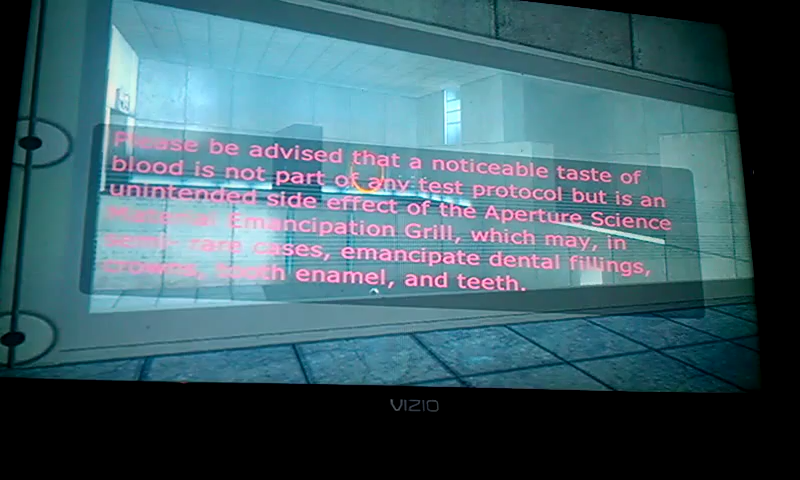 Please be advised that a noticeable taste of
blood is not part of any test protocol but is an
unintended side effect of the Aperture Science
Material Emancipation Grill, which may, in
semi- rare cases, emancipate dental fillings,
crowns, tooth enamel, and teeth.
VIZIO